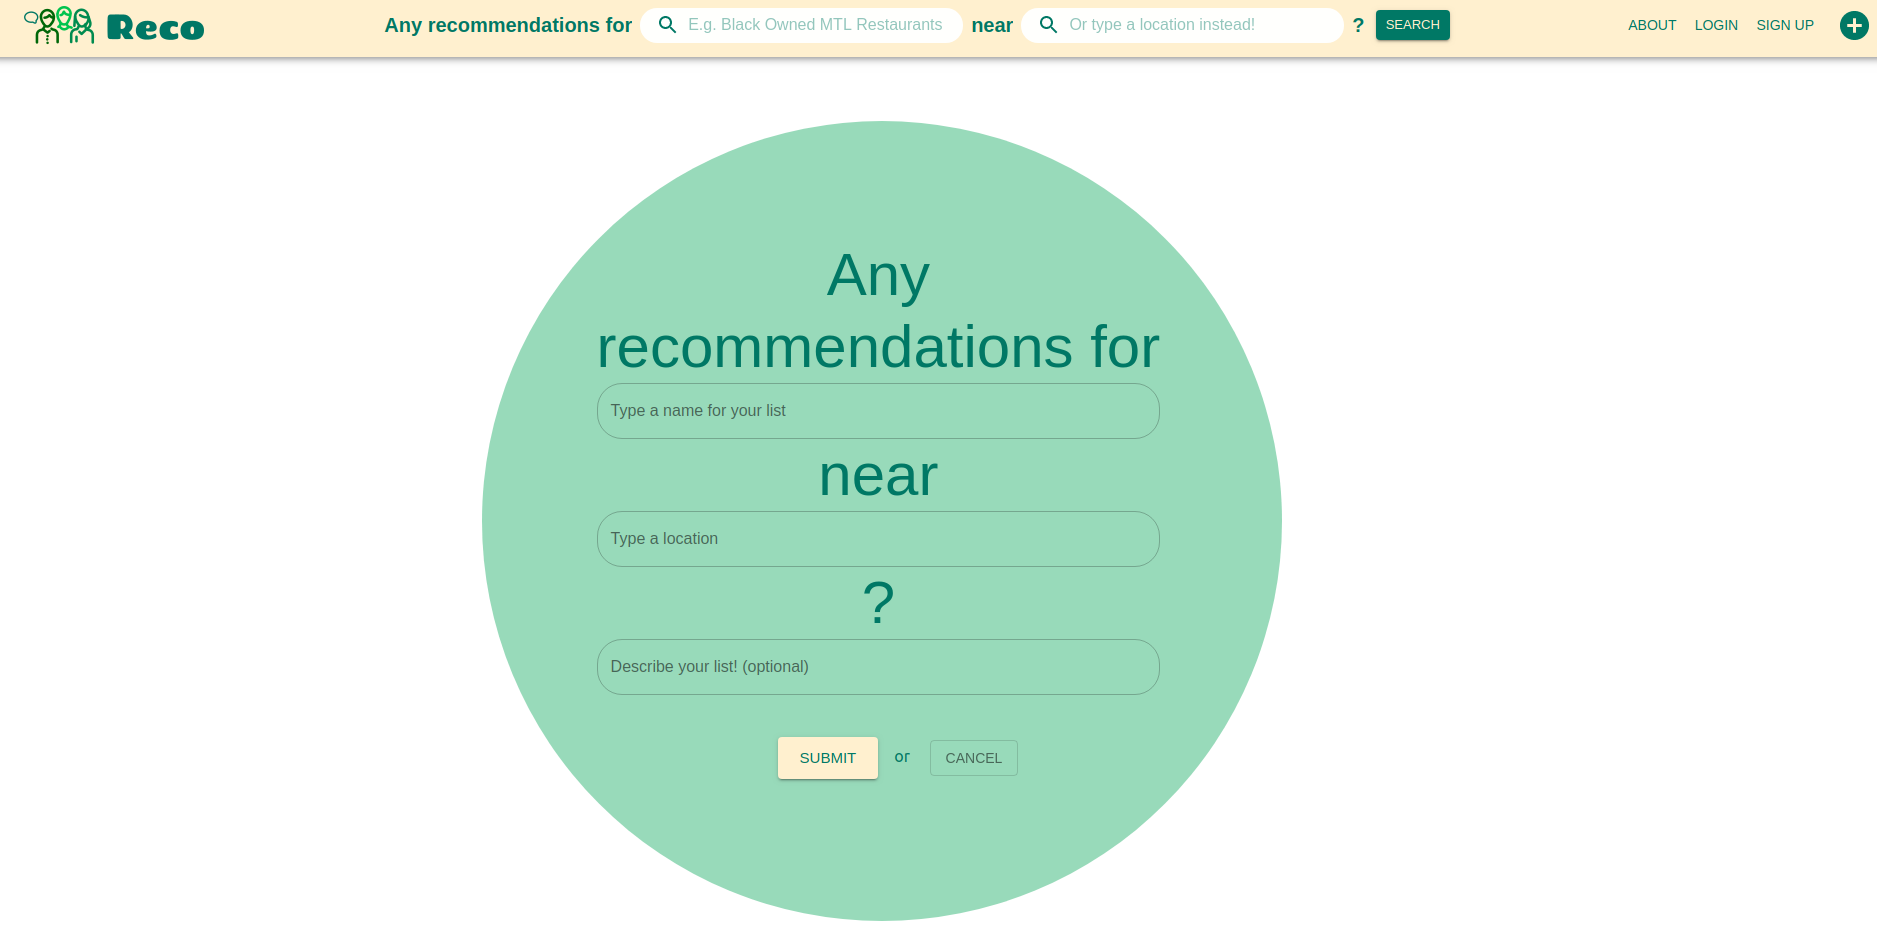 Reco
Any recommendations for E.g. Black Owned MTL Restaurants near Or type a location instead! ? SEARCH
ABOUT LOGIN SIGN UP
Any
recommendations for
Type a name for your list
near
Type a location
?
Describe your list! (optional)
SUBMIT or CANCEL